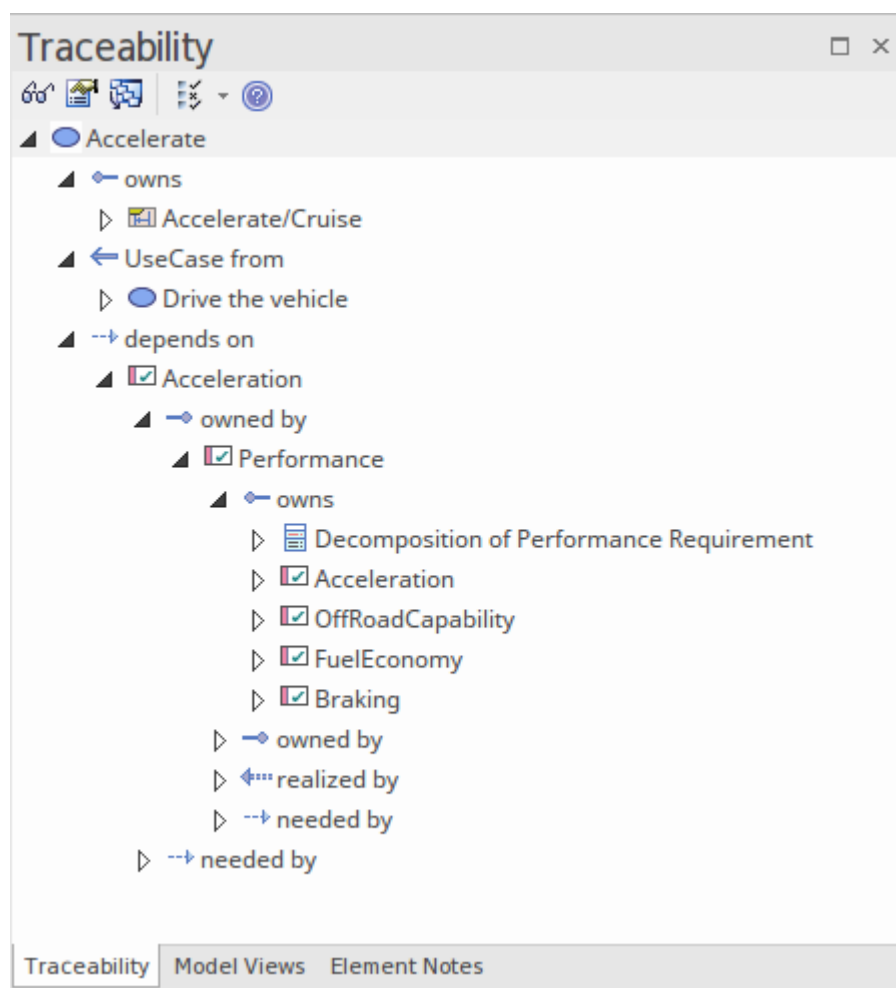 Traceability
Accelerate
owns
Accelerate/Cruise
UseCase from
Drive the vehicle
depends on
Acceleration
owned by
Performance
owns
Decomposition of Performance Requirement
Acceleration
OffRoadCapability
FuelEconomy
Braking
owned by
realized by
needed by
needed by
Traceability Model Views Element Notes